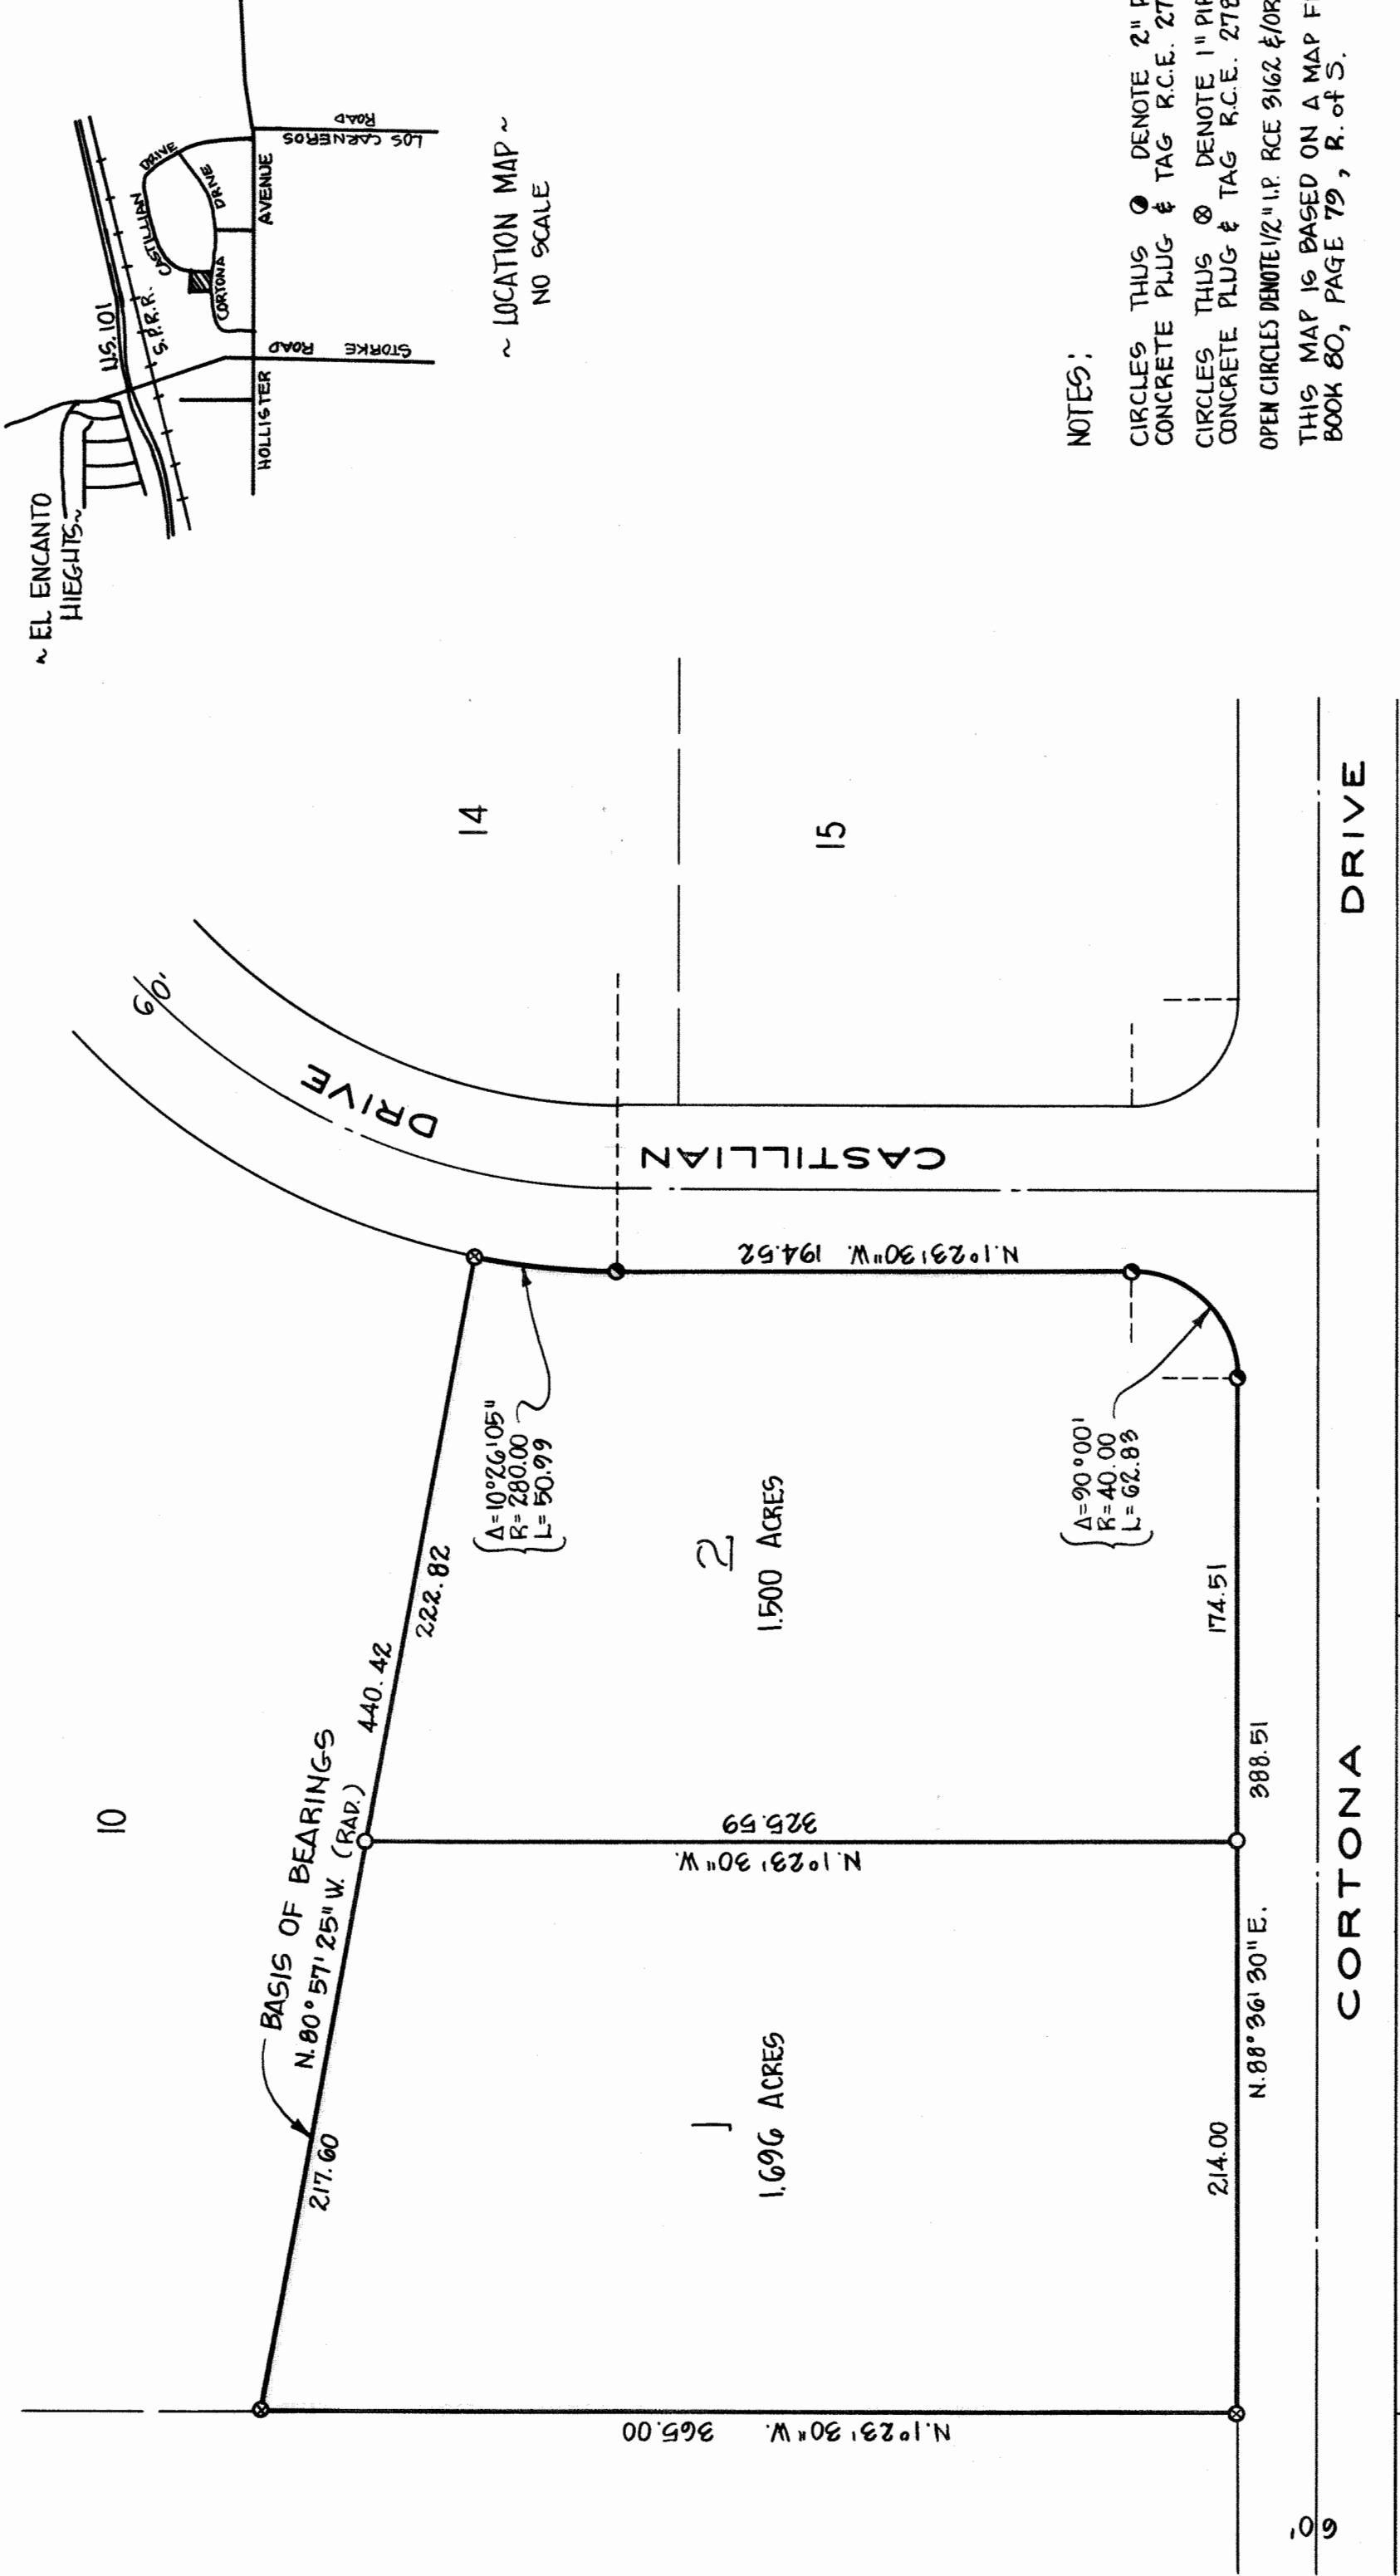 ~ EL ENCANTO
HIEGHTS~
U.S. 101
S.P.R.R.
CASTILLIAN
DRIVE
DRIVE
CORTONA
HOLLISTER
AVENUE
STORKE ROAD
LOS CARNEROS
ROAD
~ LOCATION MAP ~
NO SCALE
10
14
15
60'
CASTILLIAN
DRIVE
BASIS OF BEARINGS
N.80°57'25"W. (RAD.)
440.42
217.60
222.82
Δ=10°26'05"
R=280.00
L=50.99
N.1°23'30"W. 194.52
N.1°23'30"W. 365.00
N.1°23'30"W.
325.59
1
1.696 ACRES
2
1.500 ACRES
Δ=90°00'
R=40.00
L=62.83
214.00
174.51
N.88°36'30"E.
388.51
60'
CORTONA
DRIVE
NOTES:
CIRCLES THUS DENOTE 2"
CONCRETE PLUG & TAG R.C.E.
CIRCLES THUS ⊗ DENOTE 1"
CONCRETE PLUG & TAG R.C.E.
OPEN CIRCLES DENOTE 1/2" I.P. RCE 3162 &/OR
THIS MAP IS BASED ON A MAP
BOOK 80, PAGE 79, R. of S.